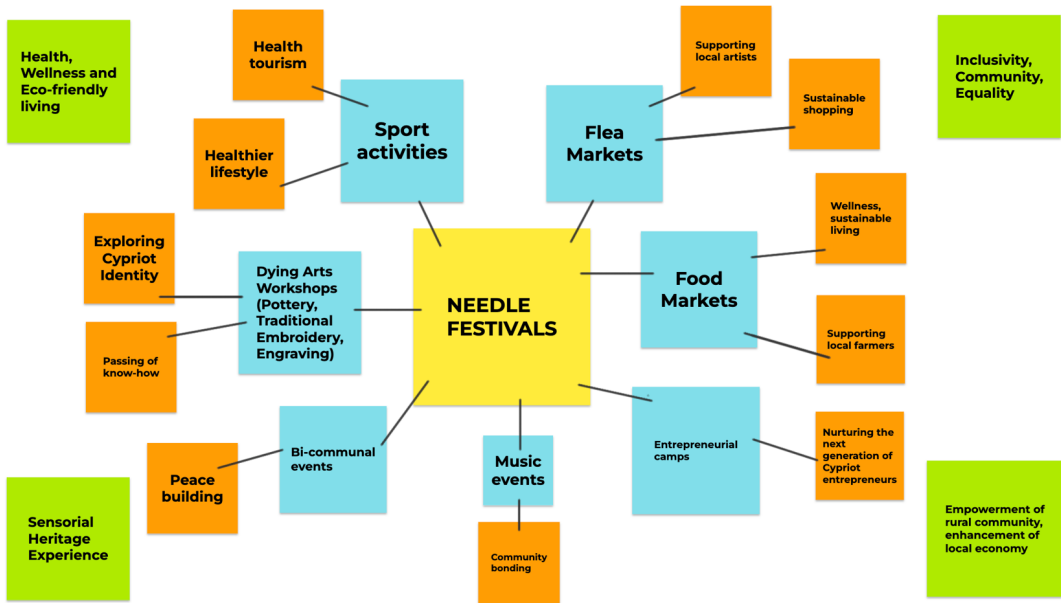 Health,
Wellness and
Eco-friendly
living
Health
tourism
Supporting
local artists
Inclusivity,
Community,
Equality
Sustainable
shopping
Sport
activities
Flea
Markets
Healthier
lifestyle
Wellness,
sustainable
living
Exploring
Cypriot
Identity
Dying Arts
Workshops
(Pottery,
Traditional
Embroidery,
Engraving)
NEEDLE
FESTIVALS
Food
Markets
Passing of
know-how
Supporting
local farmers
Bi-communal
events
Music
events
Entrepreneurial
camps
Nurturing the
next
generation of
Cypriot
entrepreneurs
Peace
building
Sensorial
Heritage
Experience
Community
bonding
Empowerment of
rural community,
enhancement of
local economy